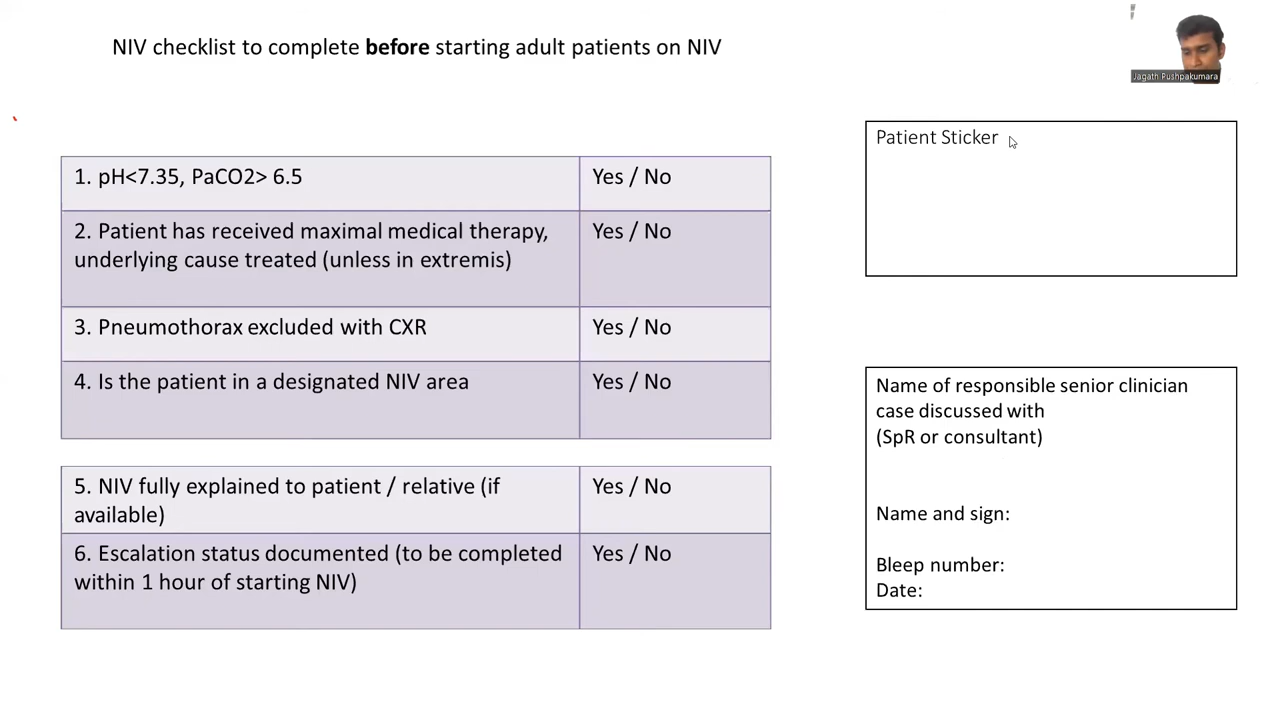 NIV checklist to complete before starting adult patients on NIV
Jagath Pushpakumara
1. pH<7.35, PaCO2> 6.5
Yes / No
2. Patient has received maximal medical therapy,
underlying cause treated (unless in extremis)
Yes / No
3. Pneumothorax excluded with CXR
Yes / No
4. Is the patient in a designated NIV area
Yes / No
5. NIV fully explained to patient / relative (if
available)
Yes / No
6. Escalation status documented (to be completed
within 1 hour of starting NIV)
Yes / No
Patient Sticker
Name of responsible senior clinician
case discussed with
(SpR or consultant)
Name and sign:
Bleep number:
Date: